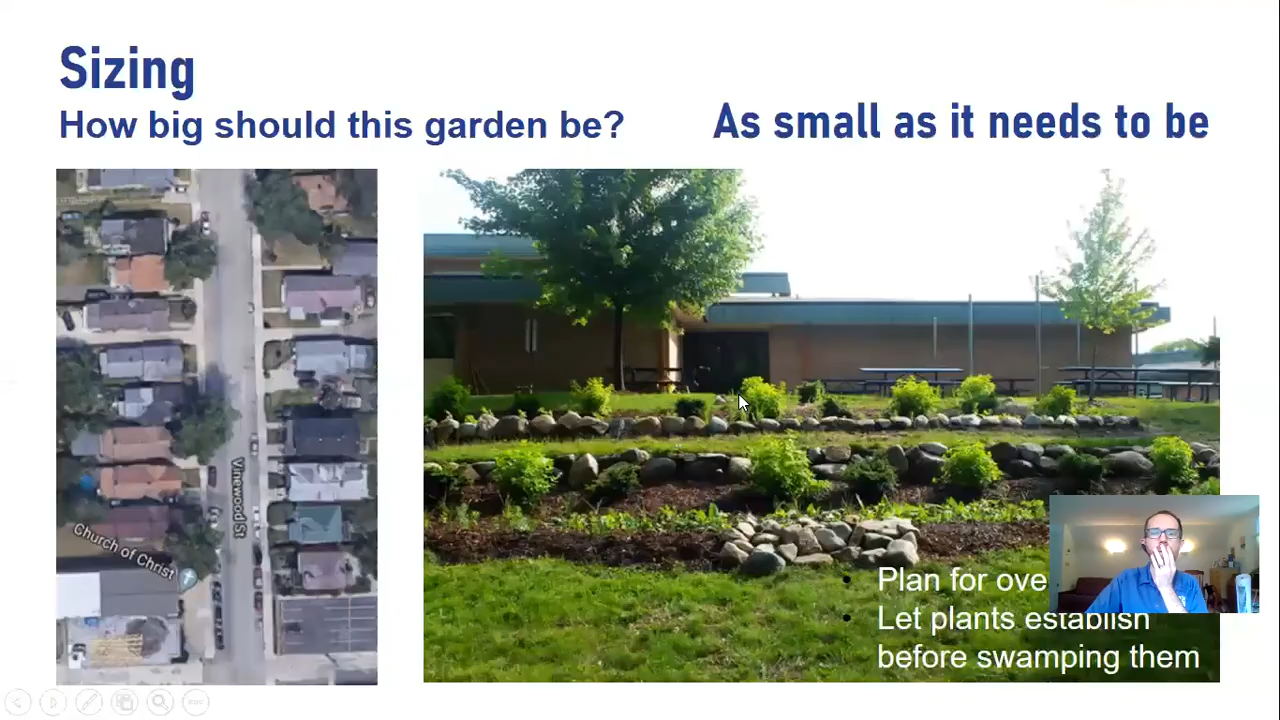 Sizing
How big should this garden be?
As small as it needs to be
Vinewood St
Church of Christ
• Plan for ove
• Let plants establish
before swamping them